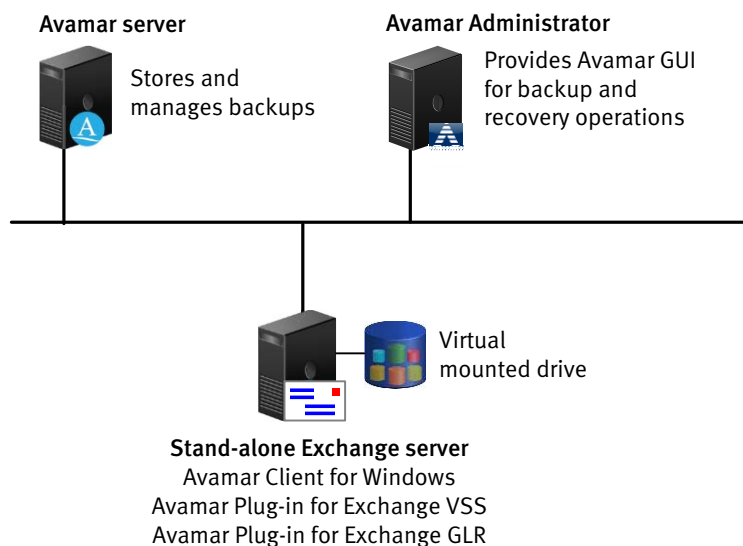 Avamar server
Stores and
manages backups
A
Avamar Administrator
Provides Avamar GUI
for backup and
recovery operations
Virtual
mounted drive
Stand-alone Exchange server
Avamar Client for Windows
Avamar Plug-in for Exchange VSS
Avamar Plug-in for Exchange GLR